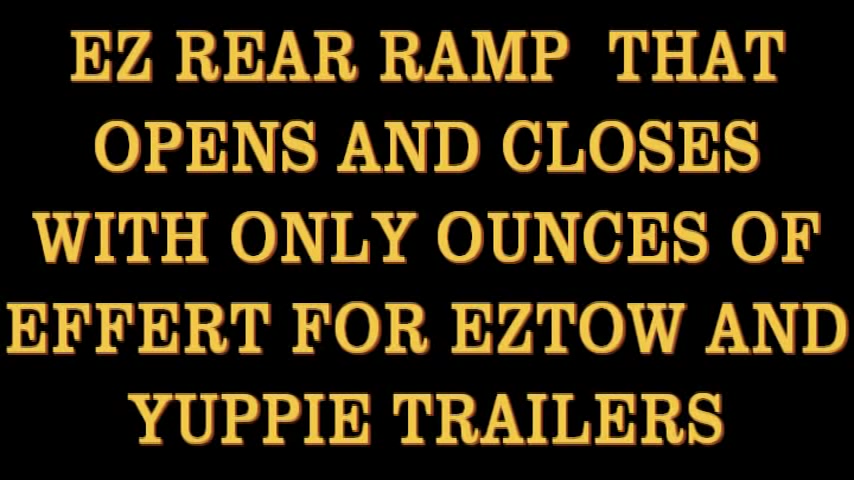 EZ REAR RAMP  THAT
OPENS AND CLOSES
WITH ONLY OUNCES OF
EFFERT FOR EZTOW AND
YUPPIE TRAILERS